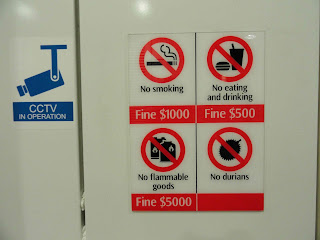 CCTV
IN OPERATION
No smoking
Fine $1000
No eating
and drinking
Fine $500
No flammable
goods
Fine $5000
No durians